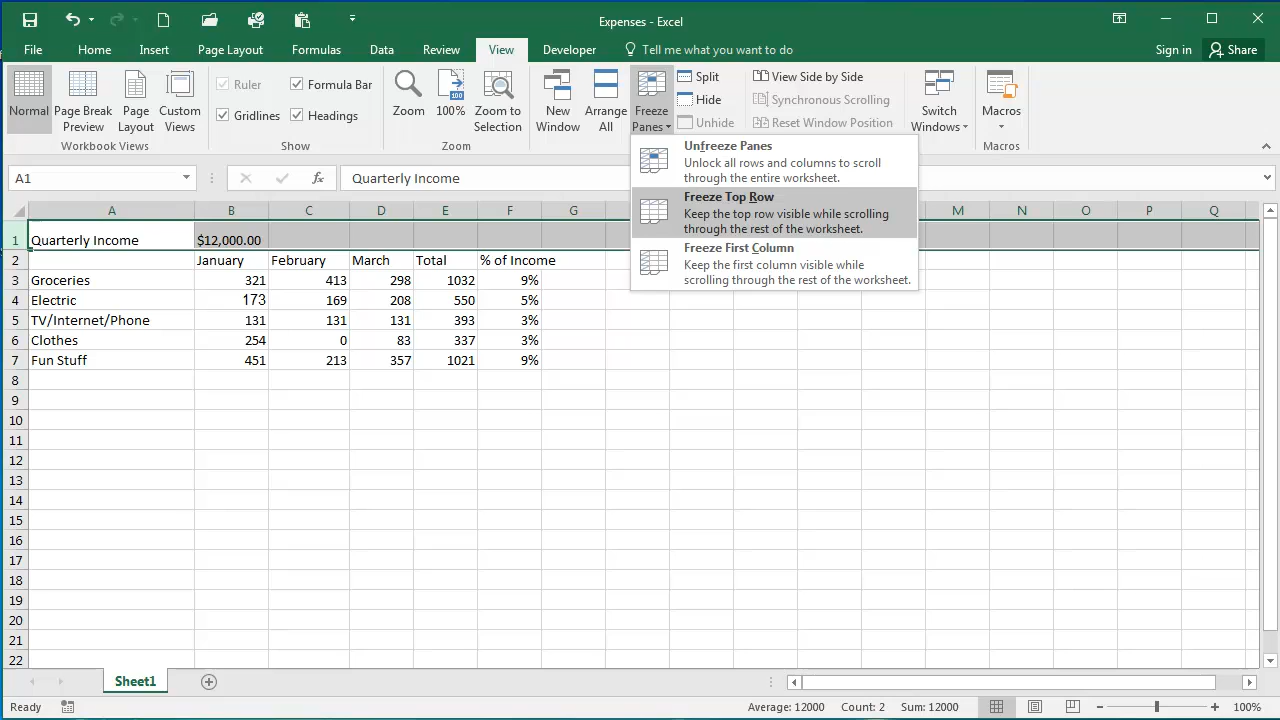 Expenses - Excel
File Home Insert Page Layout Formulas Data Review View Developer Tell me what you want to do Sign in Share
Normal Page Break Preview Page Layout Custom Views
Workbook Views
Ruler Formula Bar
Gridlines Headings
Show
Zoom 100% Zoom to Selection
Zoom
New Window Arrange All Freeze Panes
Split
Hide
Unhide
View Side by Side
Synchronous Scrolling
Reset Window Position
Switch Windows
Macros
Macros
Unfreeze Panes
Unlock all rows and columns to scroll
through the entire worksheet.
Freeze Top Row
Keep the top row visible while scrolling
through the rest of the worksheet.
Freeze First Column
Keep the first column visible while
scrolling through the rest of the worksheet.
A1 fx Quarterly Income
A B C D E F G M N O P Q
1 Quarterly Income $12,000.00
2 January February March Total % of Income
3 Groceries 321 413 298 1032 9%
4 Electric 173 169 208 550 5%
5 TV/Internet/Phone 131 131 131 393 3%
6 Clothes 254 0 83 337 3%
7 Fun Stuff 451 213 357 1021 9%
8
9
10
11
12
13
14
15
16
17
18
19
20
21
22
Sheet1
Ready Average: 12000 Count: 2 Sum: 12000 100%